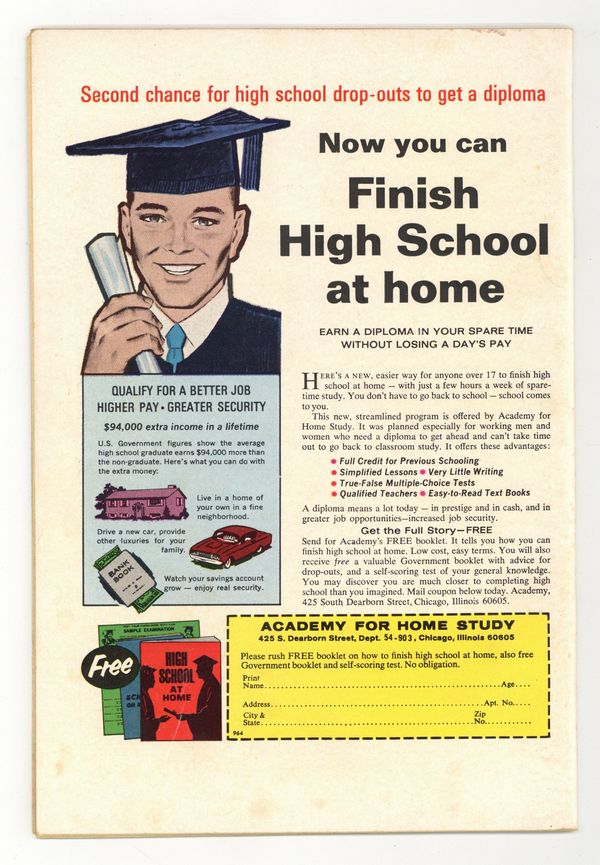 Second chance for high school drop-outs to get a diploma
Now you can
Finish
High School
at home
EARN A DIPLOMA IN YOUR SPARE TIME
WITHOUT LOSING A DAY'S PAY
QUALIFY FOR A BETTER JOB
HIGHER PAY • GREATER SECURITY
$94,000 extra income in a lifetime
U.S. Government figures show the average
high school graduate earns $94,000 more than
the non-graduate. Here's what you can do with
the extra money:
Live in a home of
your own in a fine
neighborhood.
Drive a new car, provide
other luxuries for your
family.
BANK
BOOK
Watch your savings account
grow — enjoy real security.
HERE'S A NEW, easier way for anyone over 17 to finish high
school at home — with just a few hours a week of spare-
time study. You don't have to go back to school — school comes
to you.
This new, streamlined program is offered by Academy for
Home Study. It was planned especially for working men and
women who need a diploma to get ahead and can't take time
out to go back to classroom study. It offers these advantages:
• Full Credit for Previous Schooling
• Simplified Lessons • Very Little Writing
• True-False Multiple-Choice Tests
• Qualified Teachers • Easy-to-Read Text Books
A diploma means a lot today — in prestige and in cash, and in
greater job opportunities—increased job security.
Get the Full Story—FREE
Send for Academy's FREE booklet. It tells you how you can
finish high school at home. Low cost, easy terms. You will also
receive free a valuable Government booklet with advice for
drop-outs, and a self-scoring test of your general knowledge.
You may discover you are much closer to completing high
school than you imagined. Mail coupon below today. Academy,
425 South Dearborn Street, Chicago, Illinois 60605.
SAMPLE EXAMINATION
Free
HIGH
SCHOOL
AT
HOME
ACADEMY FOR HOME STUDY
425 S. Dearborn Street, Dept. 54-903, Chicago, Illinois 60605
Please rush FREE booklet on how to finish high school at home, also free
Government booklet and self-scoring test. No obligation.
Print
Name............Age....
Address............Apt. No.....
City & Zip
State............No..........
964